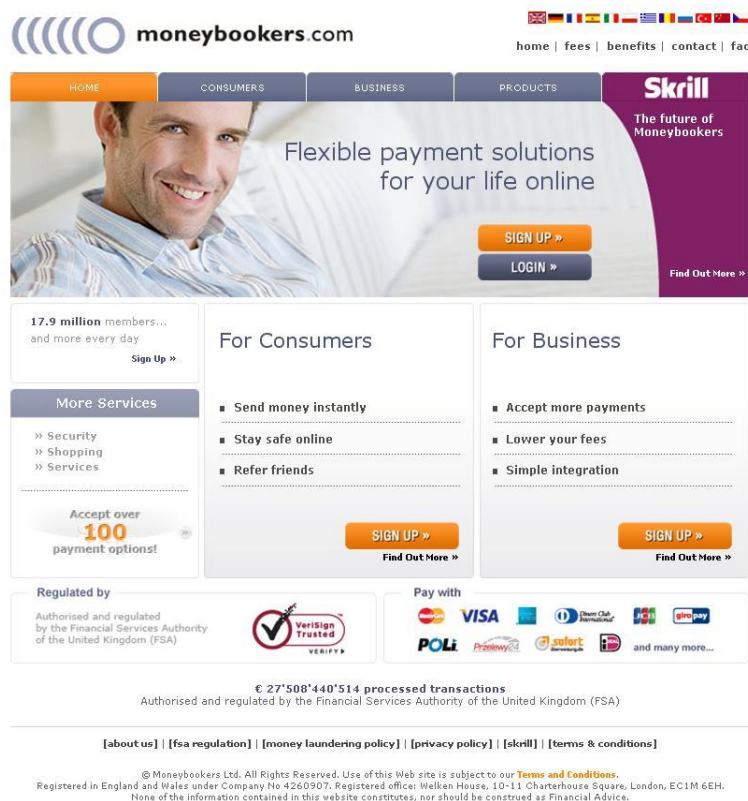 moneybookers.com
home | fees | benefits | contact | faq
HOME
CONSUMERS
BUSINESS
PRODUCTS
Skrill
The future of
Moneybookers
Flexible payment solutions
for your life online
SIGN UP »
LOGIN »
Find Out More »
17.9 million members...
and more every day
Sign Up »
More Services
» Security
» Shopping
» Services
Accept over
100
payment options!
For Consumers
Send money instantly
Stay safe online
Refer friends
SIGN UP »
Find Out More »
For Business
Accept more payments
Lower your fees
Simple integration
SIGN UP »
Find Out More »
Regulated by
Authorised and regulated
by the Financial Services Authority
of the United Kingdom (FSA)
VeriSign
Trusted
VERIFY
Pay with
MasterCard
VISA
Diners Club
International
JCB
giropay
POLi
Przelewy24
sofort
überweisung.de
and many more...
€ 27'508'440'514 processed transactions
Authorised and regulated by the Financial Services Authority of the United Kingdom (FSA)
[about us] | [fsa regulation] | [money laundering policy] | [privacy policy] | [skrill] | [terms & conditions]
© Moneybookers Ltd. All Rights Reserved. Use of this Web site is subject to our Terms and Conditions.
Registered in England and Wales under Company No 4260907. Registered office: Welken House, 10-11 Charterhouse Square, London, EC1M 6EH.
None of the information contained in this website constitutes, nor should be construed as Financial Advice.